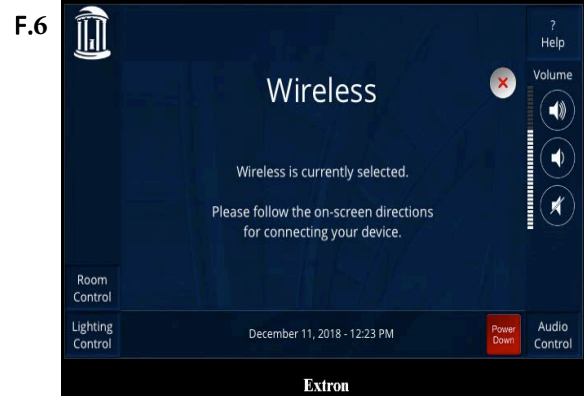 F.6
?
Help
Volume
Wireless
Wireless is currently selected.
Please follow the on-screen directions
for connecting your device.
Room
Control
Lighting
Control
December 11, 2018 - 12:23 PM
Power
Down
Audio
Control
Extron